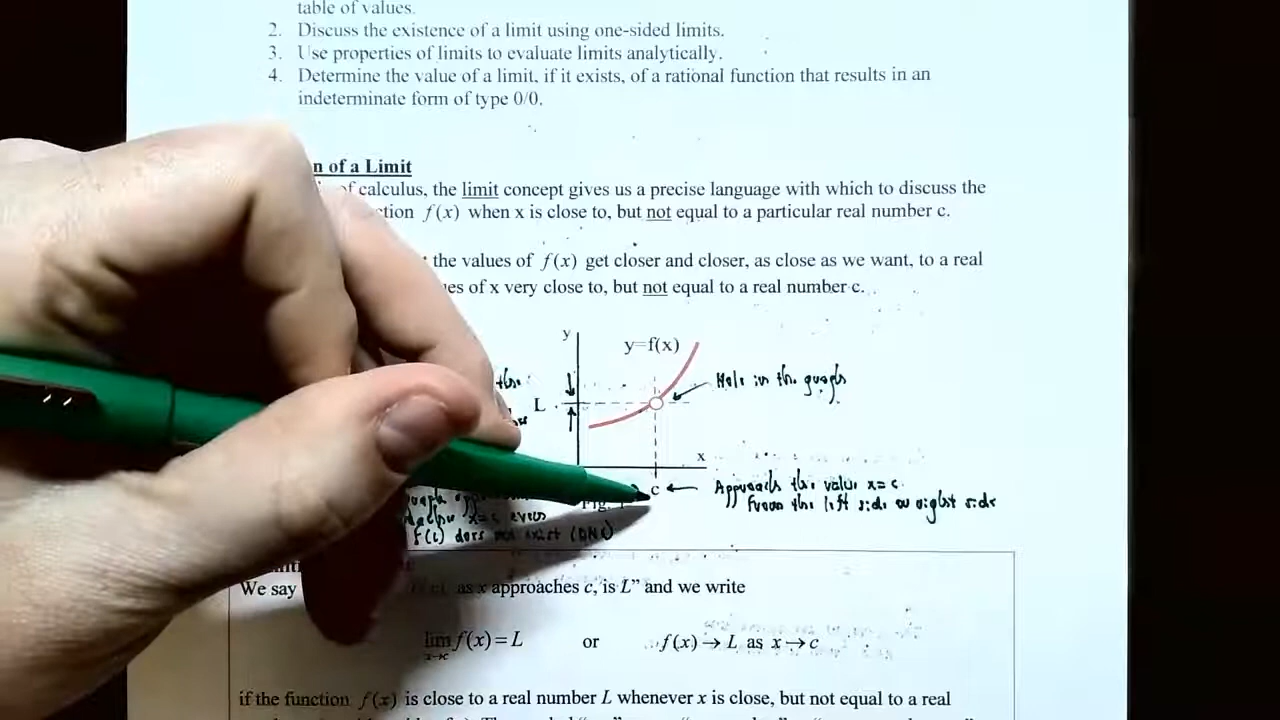 table of values.
2. Discuss the existence of a limit using one-sided limits.
3. Use properties of limits to evaluate limits analytically.
4. Determine the value of a limit, if it exists, of a rational function that results in an
indeterminate form of type 0/0.
n of a Limit
of calculus, the limit concept gives us a precise language with which to discuss the
ction f(x) when x is close to, but not equal to a particular real number c.
the values of f(x) get closer and closer, as close as we want, to a real
ues of x very close to, but not equal to a real number c.
y
y=f(x)
Hole in the graph
L
x
c ← Approach the value x=c
from the left side or right side
x=c even
f(c) does not exist (DNE)
We say
as x approaches c, is L” and we write
lim f(x) = L or f(x) → L as x → c
x→c
if the function f(x) is close to a real number L whenever x is close, but not equal to a real